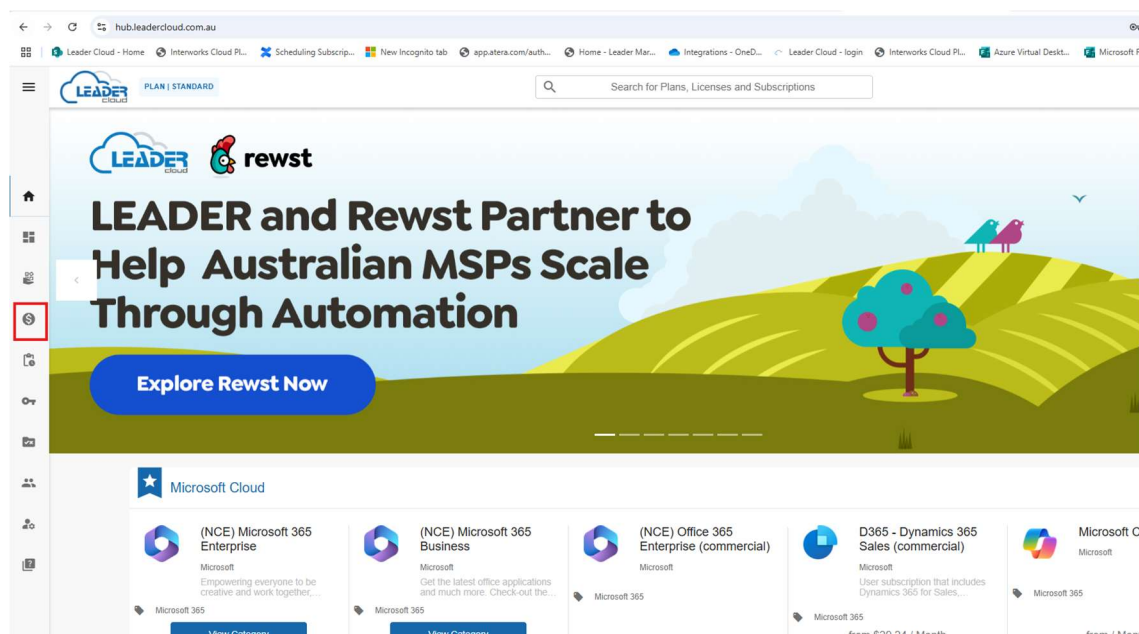 hub.leadercloud.com.au
Leader Cloud - Home
Interworks Cloud Pl...
Scheduling Subscrip...
New Incognito tab
app.atera.com/auth...
Home - Leader Mar...
Integrations - OneD...
Leader Cloud - login
Interworks Cloud Pl...
Azure Virtual Deskt...
Microsoft P
LEADER
cloud
PLAN | STANDARD
Search for Plans, Licenses and Subscriptions
LEADER
cloud
rewst
LEADER and Rewst Partner to
Help Australian MSPs Scale
Through Automation
Explore Rewst Now
Microsoft Cloud
(NCE) Microsoft 365
Enterprise
Microsoft
Empowering everyone to be
creative and work together,...
Microsoft 365
View Category
(NCE) Microsoft 365
Business
Microsoft
Get the latest office applications
and much more. Check-out the...
Microsoft 365
View Category
(NCE) Office 365
Enterprise (commercial)
Microsoft
Microsoft 365
D365 - Dynamics 365
Sales (commercial)
Microsoft
User subscription that includes
Dynamics 365 for Sales,...
Microsoft 365
Microsoft C
Microsoft
Microsoft 365